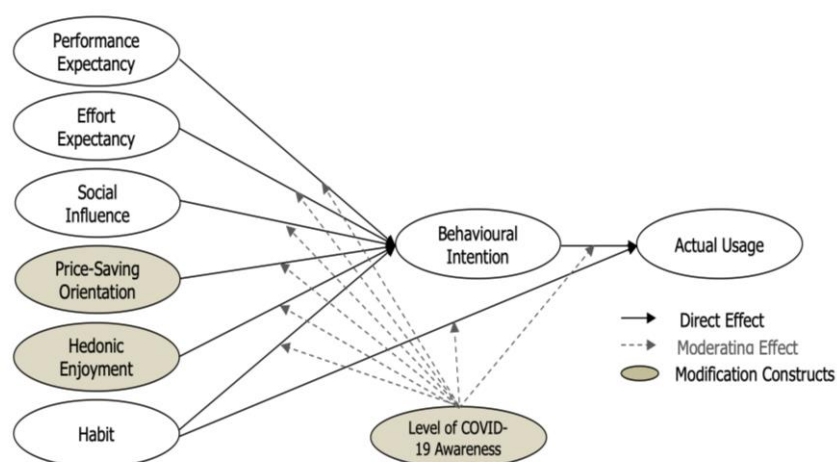 Performance
Expectancy
Effort
Expectancy
Social
Influence
Price-Saving
Orientation
Hedonic
Enjoyment
Habit
Behavioural
Intention
Actual Usage
Level of COVID-
19 Awareness
Direct Effect
Moderating Effect
Modification Constructs